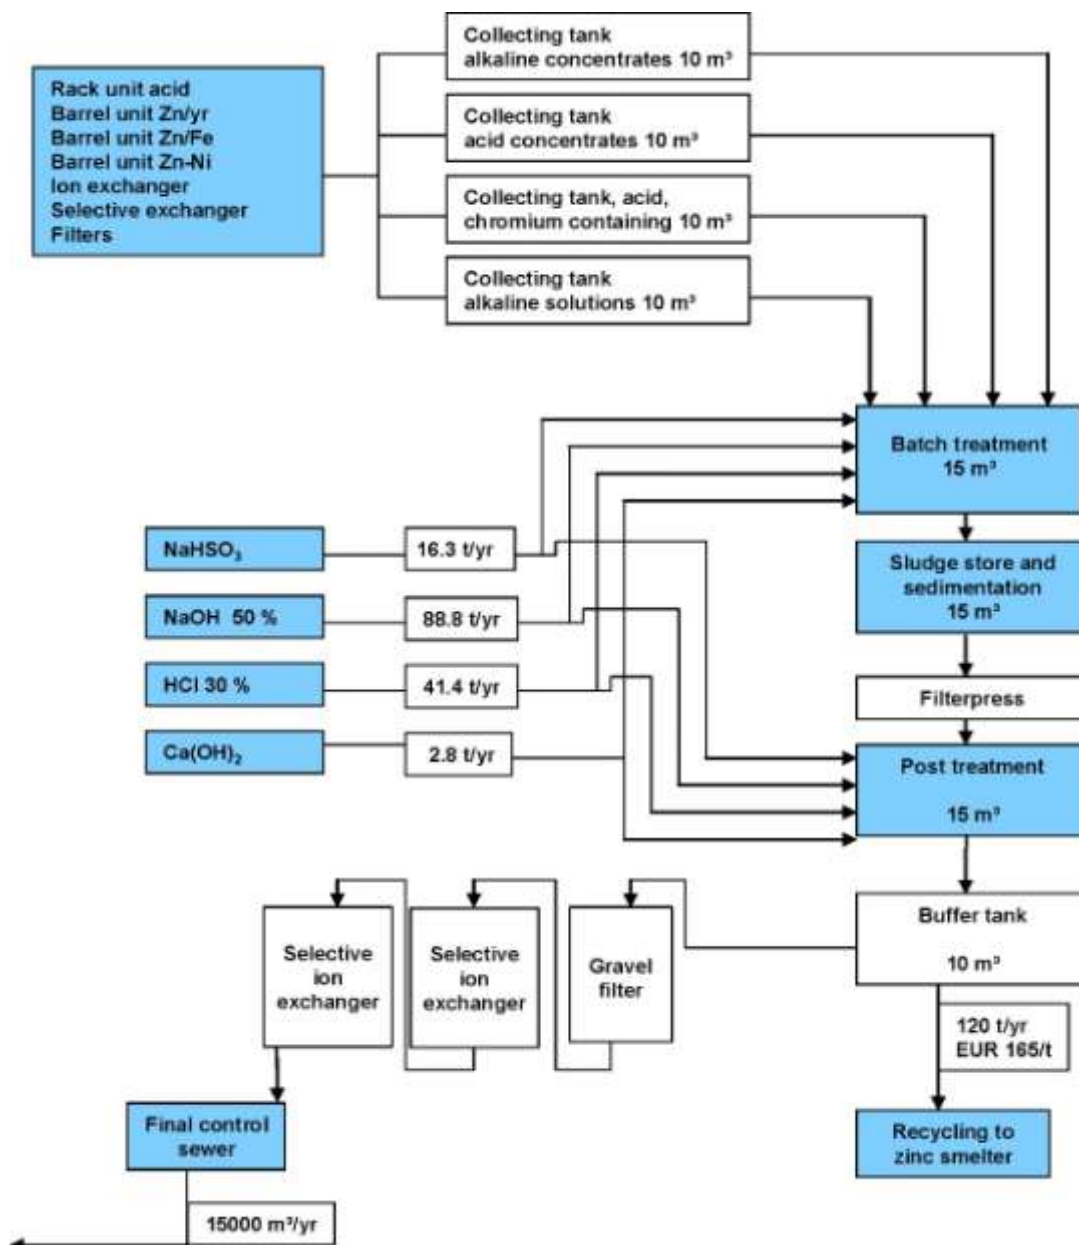 Rack unit acid
Barrel unit Zn/yr
Barrel unit Zn/Fe
Barrel unit Zn-Ni
Ion exchanger
Selective exchanger
Filters
Collecting tank
alkaline concentrates 10 m³
Collecting tank
acid concentrates 10 m³
Collecting tank, acid,
chromium containing 10 m³
Collecting tank
alkaline solutions 10 m³
Batch treatment
15 m³
NaHSO₃
16.3 t/yr
Sludge store and
sedimentation
15 m³
NaOH 50 %
88.8 t/yr
HCl 30 %
41.4 t/yr
Filterpress
Ca(OH)₂
2.8 t/yr
Post treatment
15 m³
Buffer tank
10 m³
Gravel
filter
Selective
ion
exchanger
Selective
ion
exchanger
120 t/yr
EUR 165/t
Final control
sewer
Recycling to
zinc smelter
15000 m³/yr